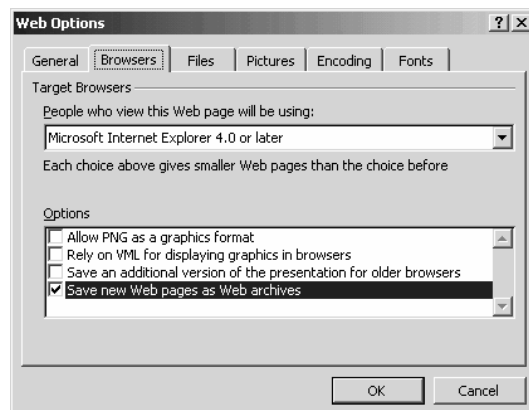 Web Options
General Browsers Files Pictures Encoding Fonts
Target Browsers
People who view this Web page will be using:
Microsoft Internet Explorer 4.0 or later
Each choice above gives smaller Web pages than the choice before
Options
Allow PNG as a graphics format
Rely on VML for displaying graphics in browsers
Save an additional version of the presentation for older browsers
Save new Web pages as Web archives
OK Cancel